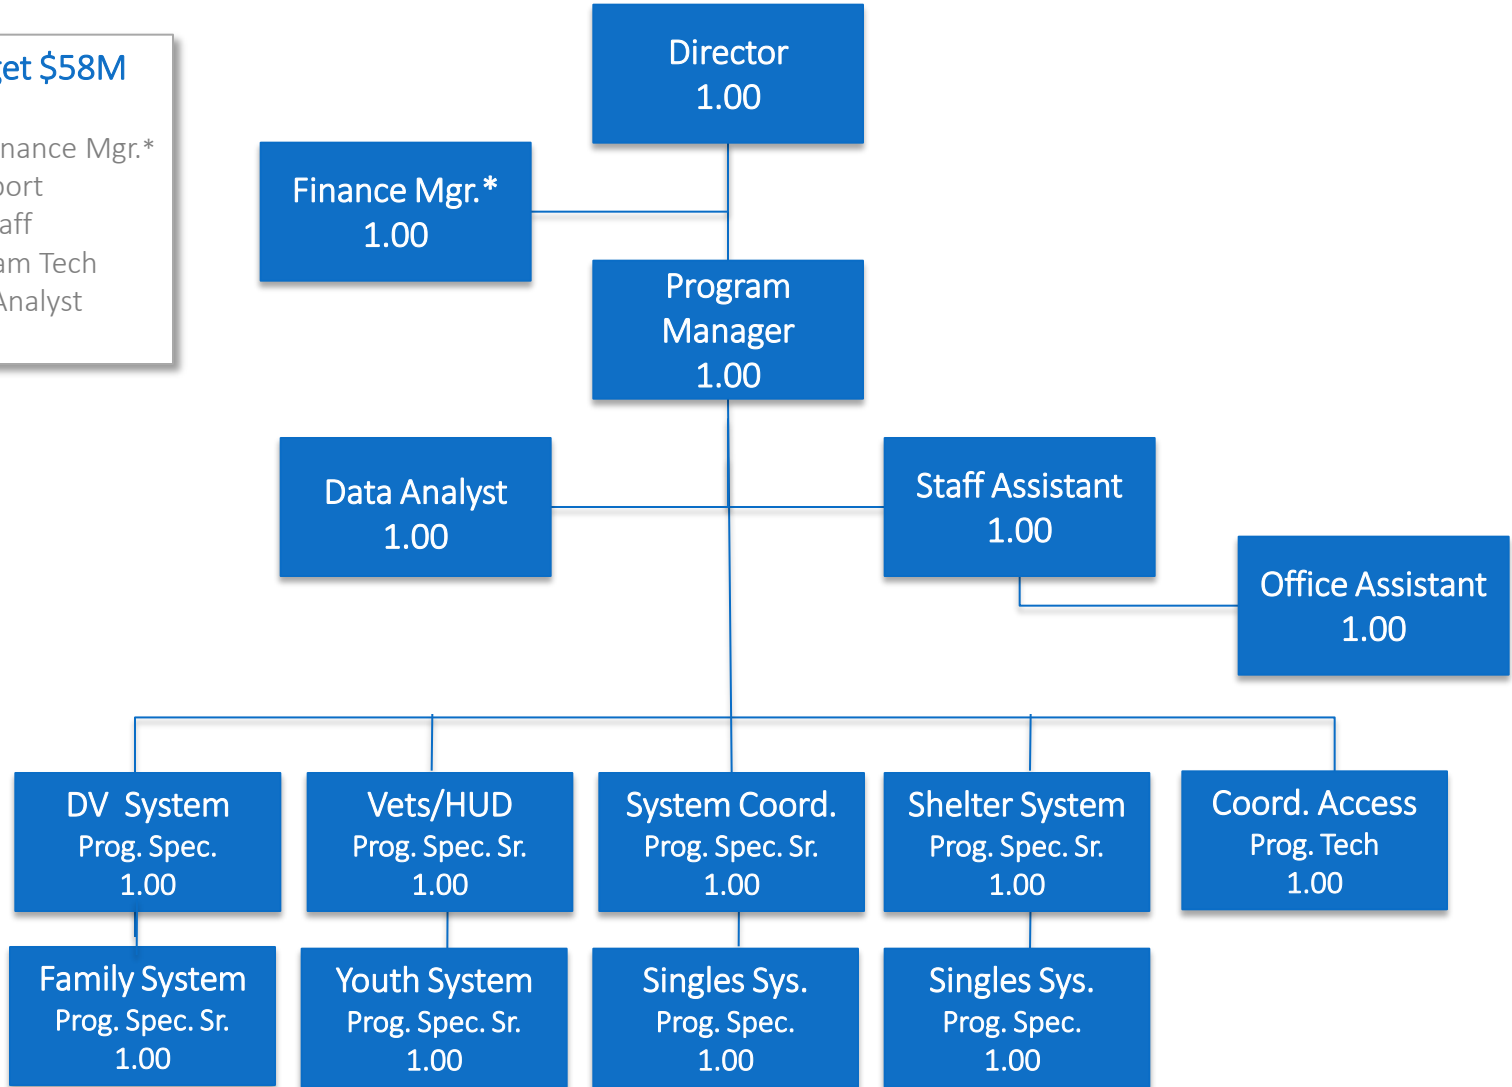 Director
1.00
$58M
Finance Mgr.*
1.00
Mgr.*
Program
Manager
1.00
Tech
Analyst
Data Analyst
1.00
Staff Assistant
1.00
Office Assistant
1.00
DV System
Prog. Spec.
1.00
Vets/HUD
Prog. Spec. Sr.
1.00
System Coord.
Prog. Spec. Sr.
1.00
Shelter System
Prog. Spec. Sr.
1.00
Coord. Access
Prog. Tech
1.00
Family System
Prog. Spec. Sr.
1.00
Youth System
Prog. Spec. Sr.
1.00
Singles Sys.
Prog. Spec.
1.00
Singles Sys.
Prog. Spec.
1.00